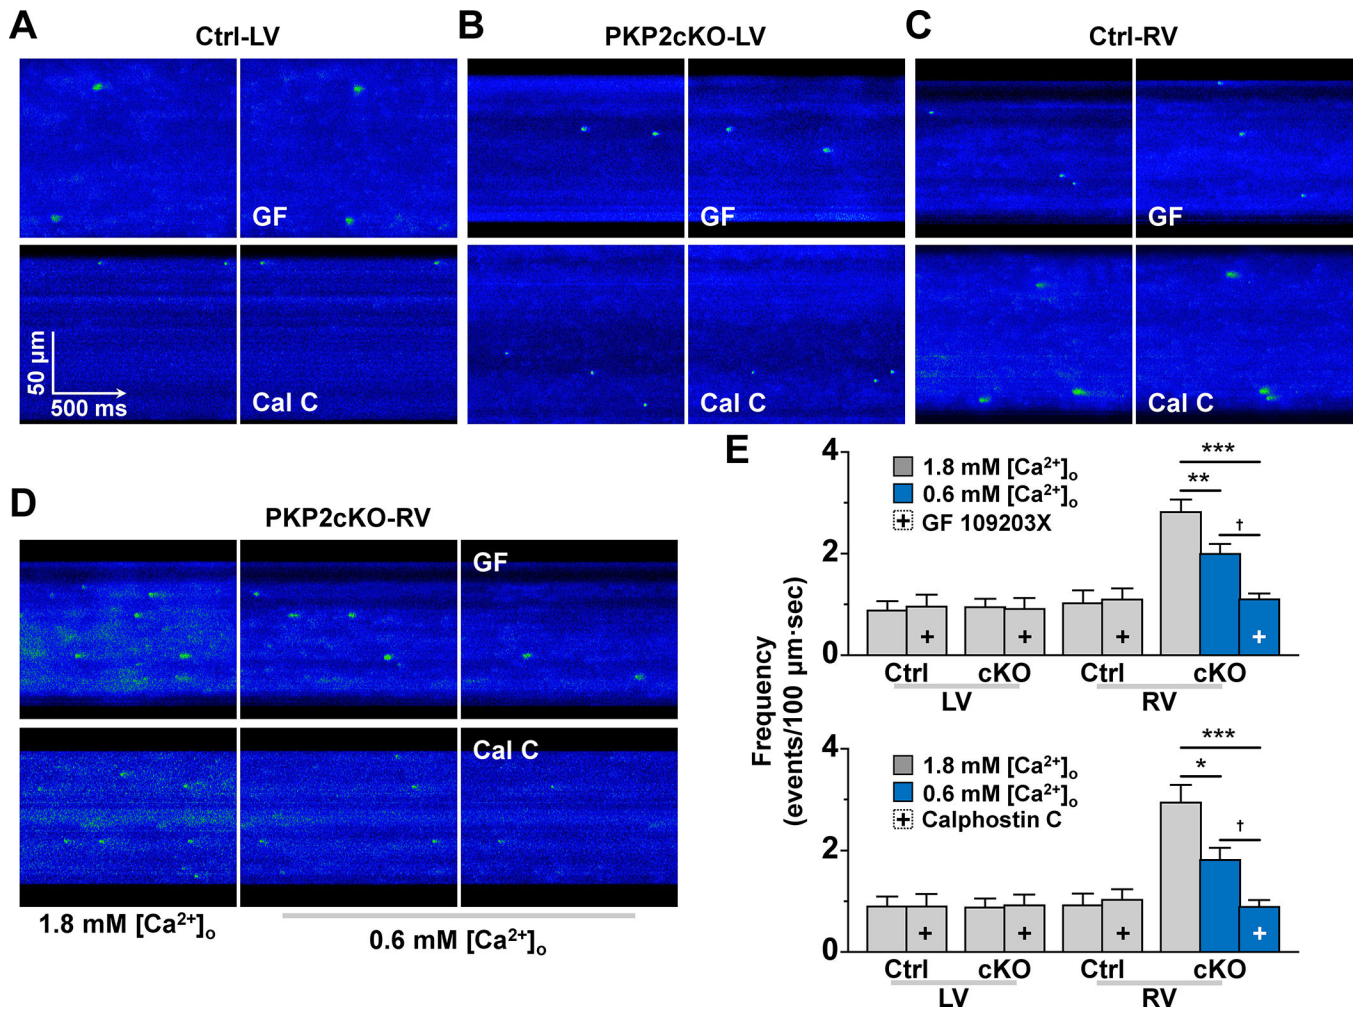 A
Ctrl-LV
GF
50 µm
500 ms
Cal C
B
PKP2cKO-LV
GF
Cal C
C
Ctrl-RV
GF
Cal C
D
PKP2cKO-RV
GF
Cal C
1.8 mM [Ca²⁺]ₒ
0.6 mM [Ca²⁺]ₒ
E
Frequency
(events/100 µm·sec)
4
2
0
1.8 mM [Ca²⁺]ₒ
0.6 mM [Ca²⁺]ₒ
+ GF 109203X
***
**
†
+ + + +
Ctrl cKO Ctrl cKO
LV RV
4
2
0
1.8 mM [Ca²⁺]ₒ
0.6 mM [Ca²⁺]ₒ
+ Calphostin C
***
*
†
+ + + +
Ctrl cKO Ctrl cKO
LV RV